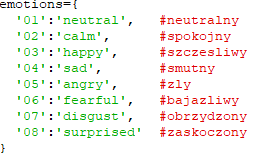 emotions={
'01':'neutral', #neutralny
'02':'calm', #spokojny
'03':'happy', #szczesliwy
'04':'sad', #smutny
'05':'angry', #zly
'06':'fearful', #bajazliwy
'07':'disgust', #obrzydzony
'08':'surprised' #zaskoczony
}